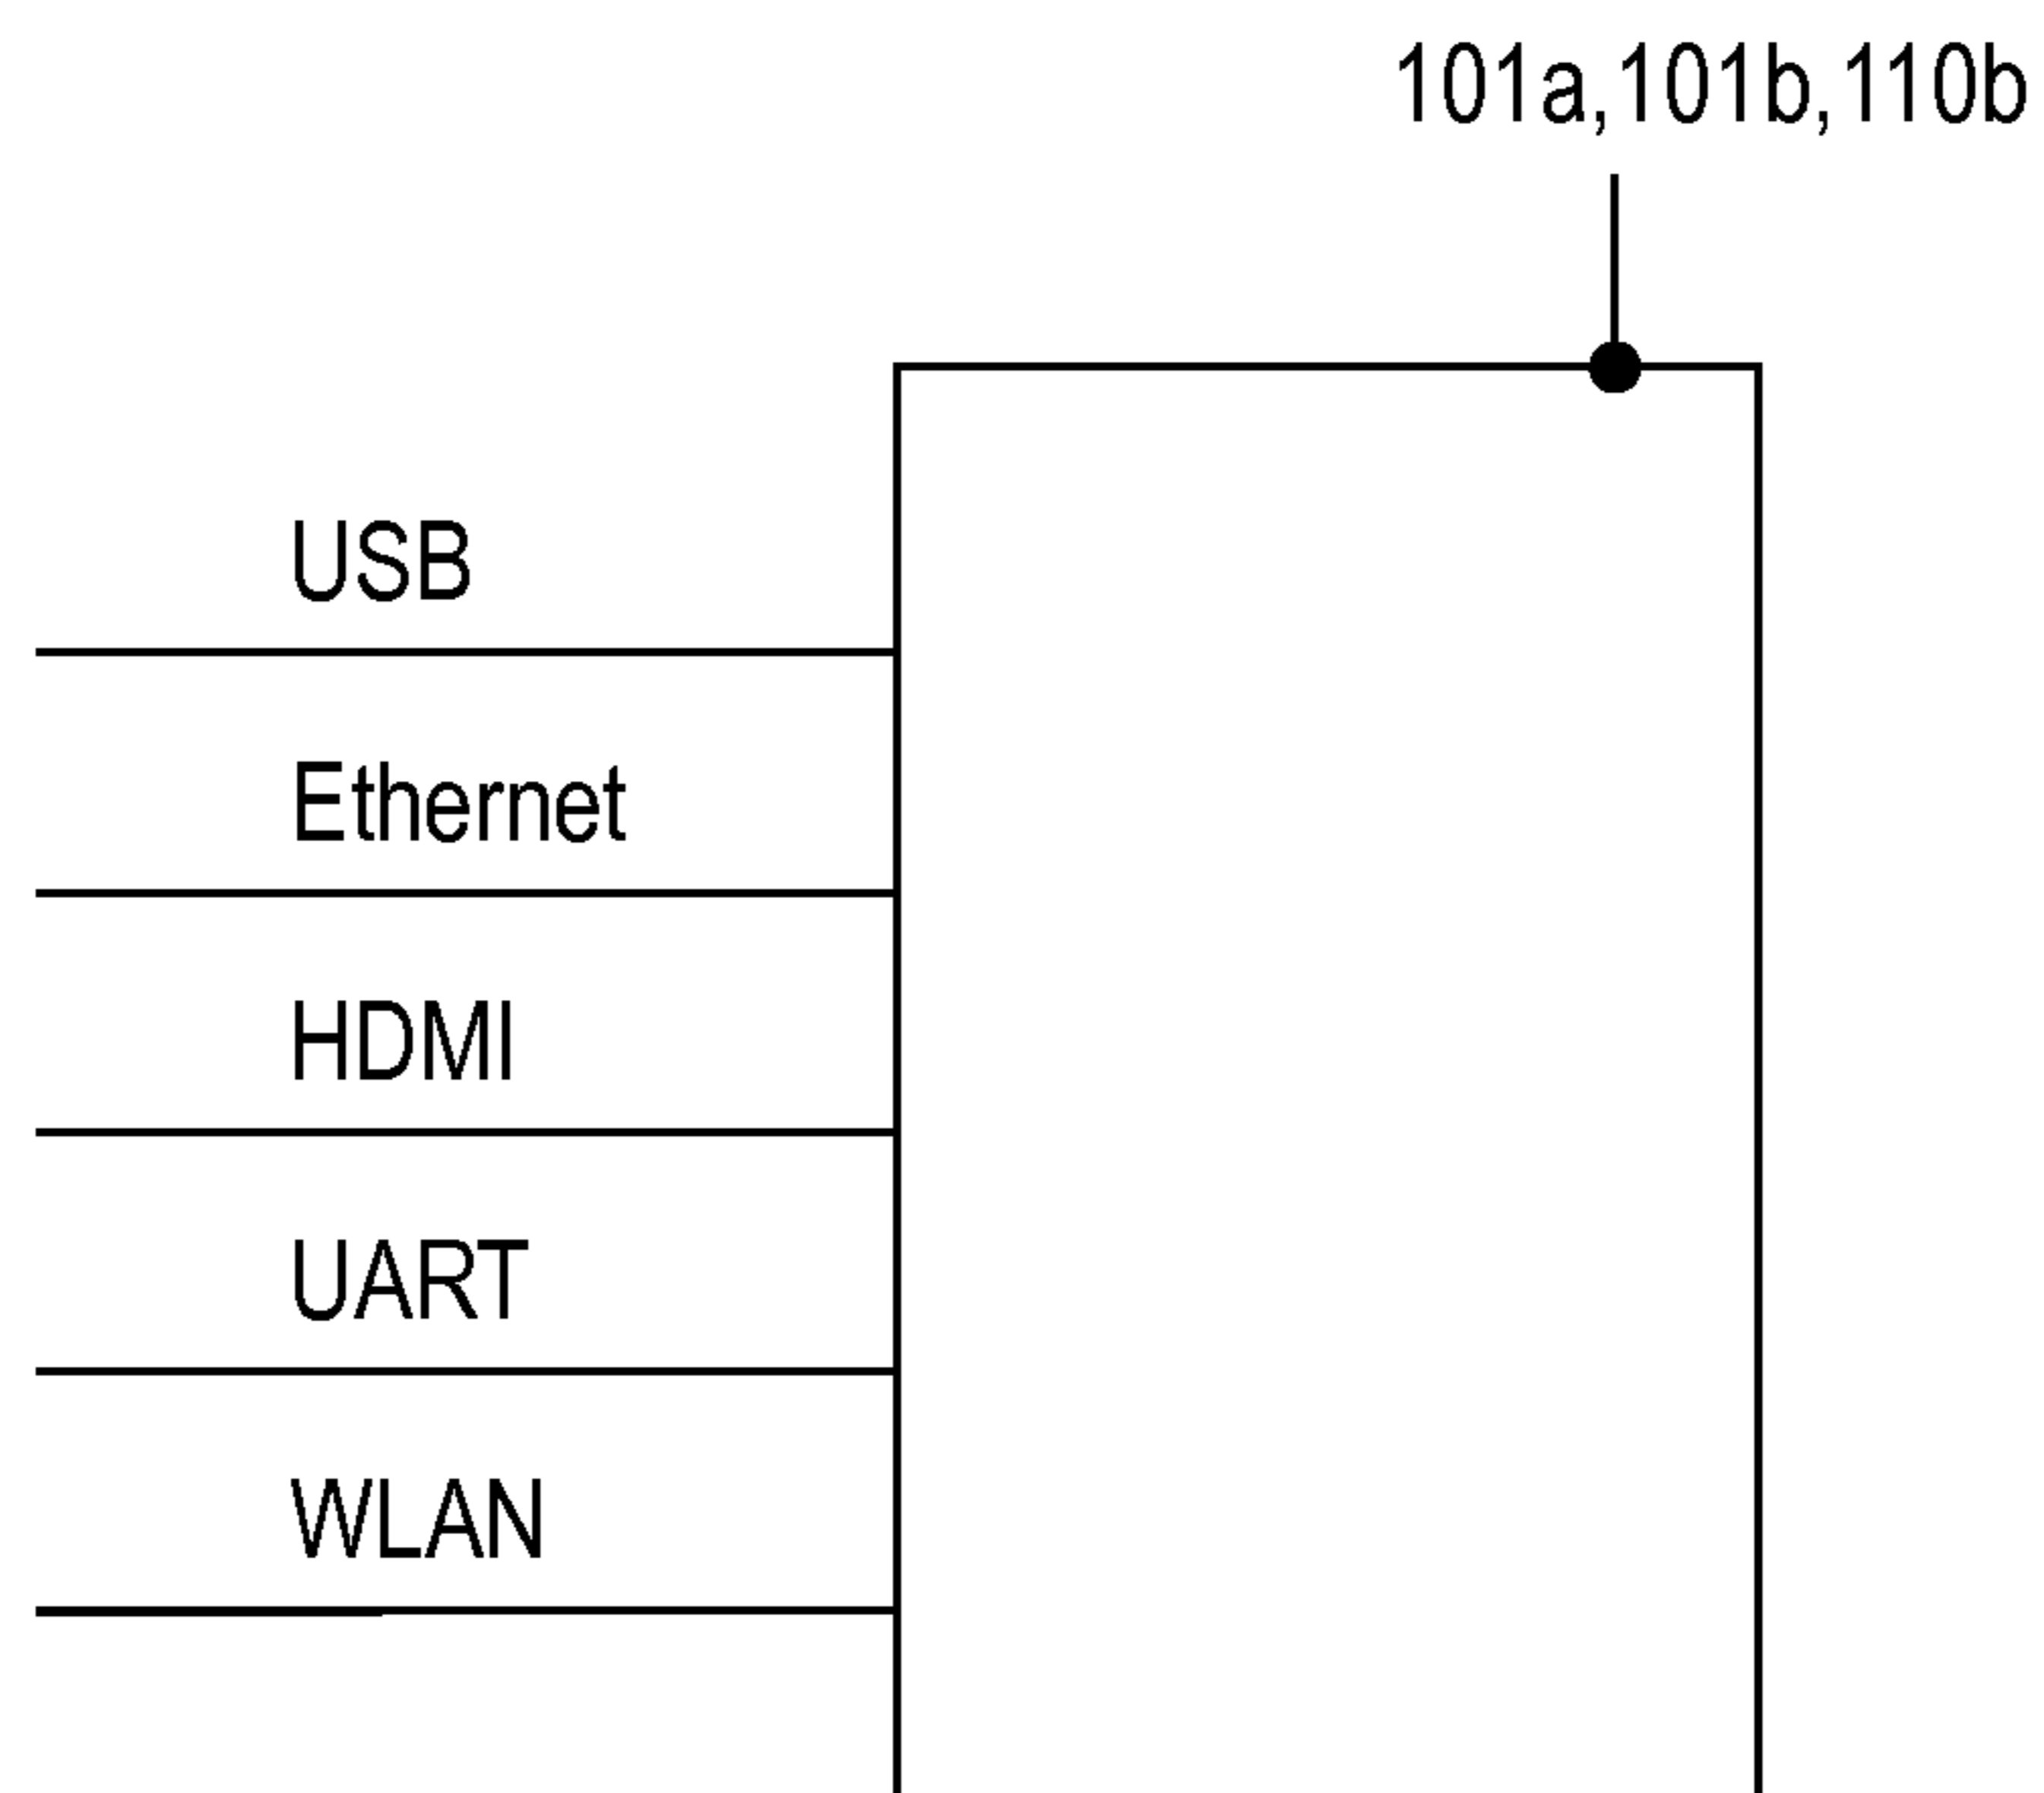 101a,101b,110b
USB
Ethernet
HDMI
UART
WLAN